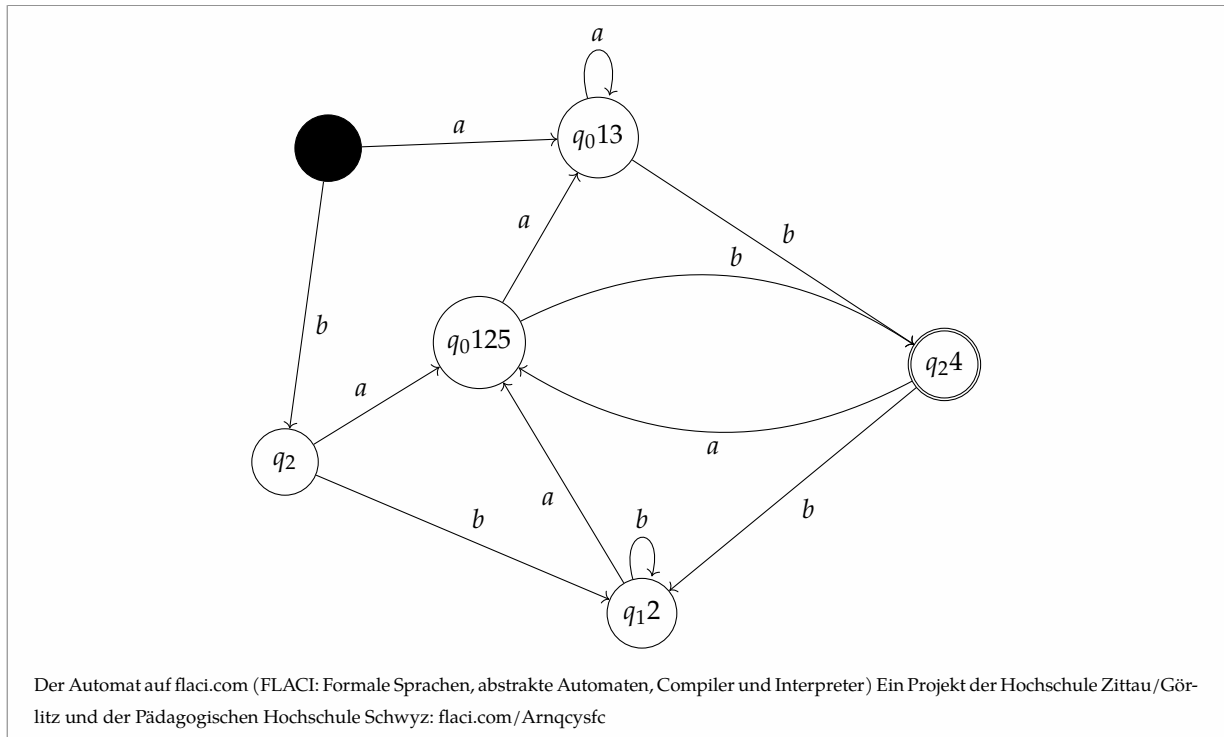 a
a
q₀13
b
b
a
b
q₀125
q₂4
a
a
q₂
b
a
b
b
q₁2
Der Automat auf flaci.com (FLACI: Formale Sprachen, abstrakte Automaten, Compiler und Interpreter) Ein Projekt der Hochschule Zittau/Gör-
litz und der Pädagogischen Hochschule Schwyz: flaci.com/Arnqcysfc